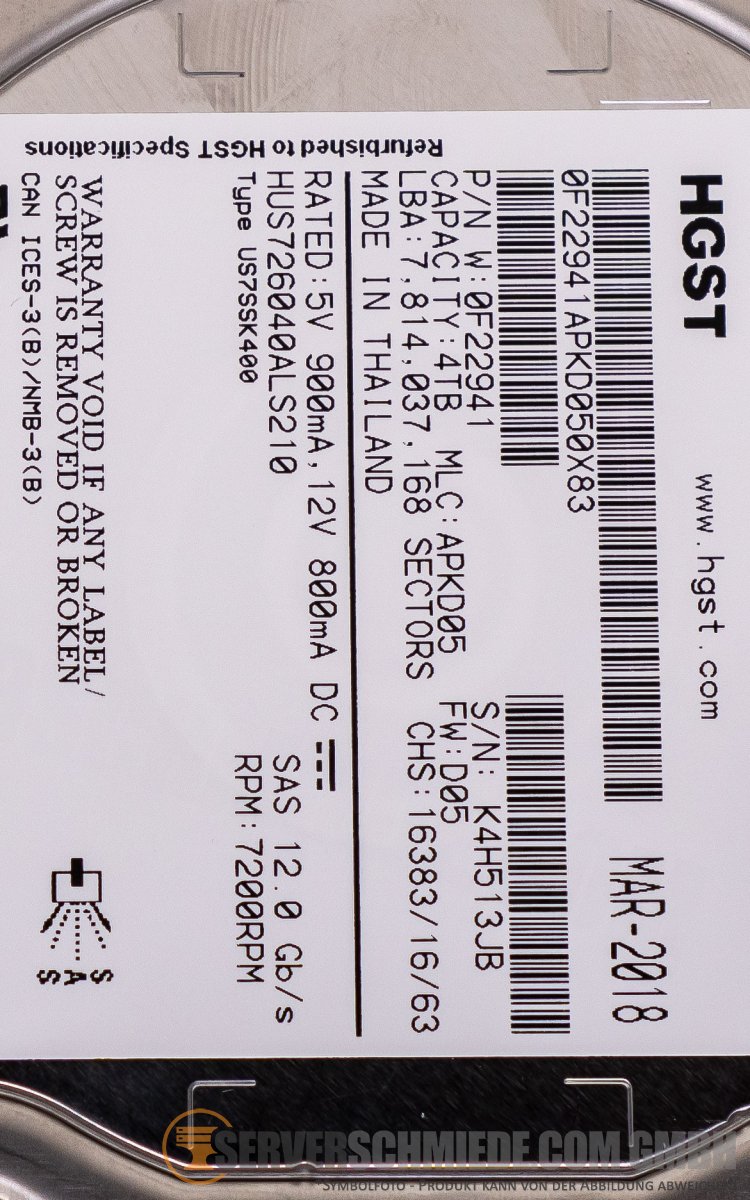 HGST www.hgst.com
0F22941APKD050X83 MAR-2018
P/N W:0F22941 S/N: K4H513JB
CAPACITY:4TB MLC:APKD05 FW:D05
LBA:7,814,037,168 SECTORS CHS:16383/16/63
MADE IN THAILAND
RATED:5V 900mA,12V 800mA DC
HUS726040ALS210 SAS 12.0 Gb/s
Type US7SSK400 RPM:7200RPM
WARRANTY VOID IF ANY LABEL/
SCREW IS REMOVED OR BROKEN
CAN ICES-3(B)/NMB-3(B)
SAS
Refurbished to HGST Specifications
SERVERSCHMIEDE.COM GMBH
*SYMBOLFOTO - PRODUKT KANN VON DER ABBILDUNG